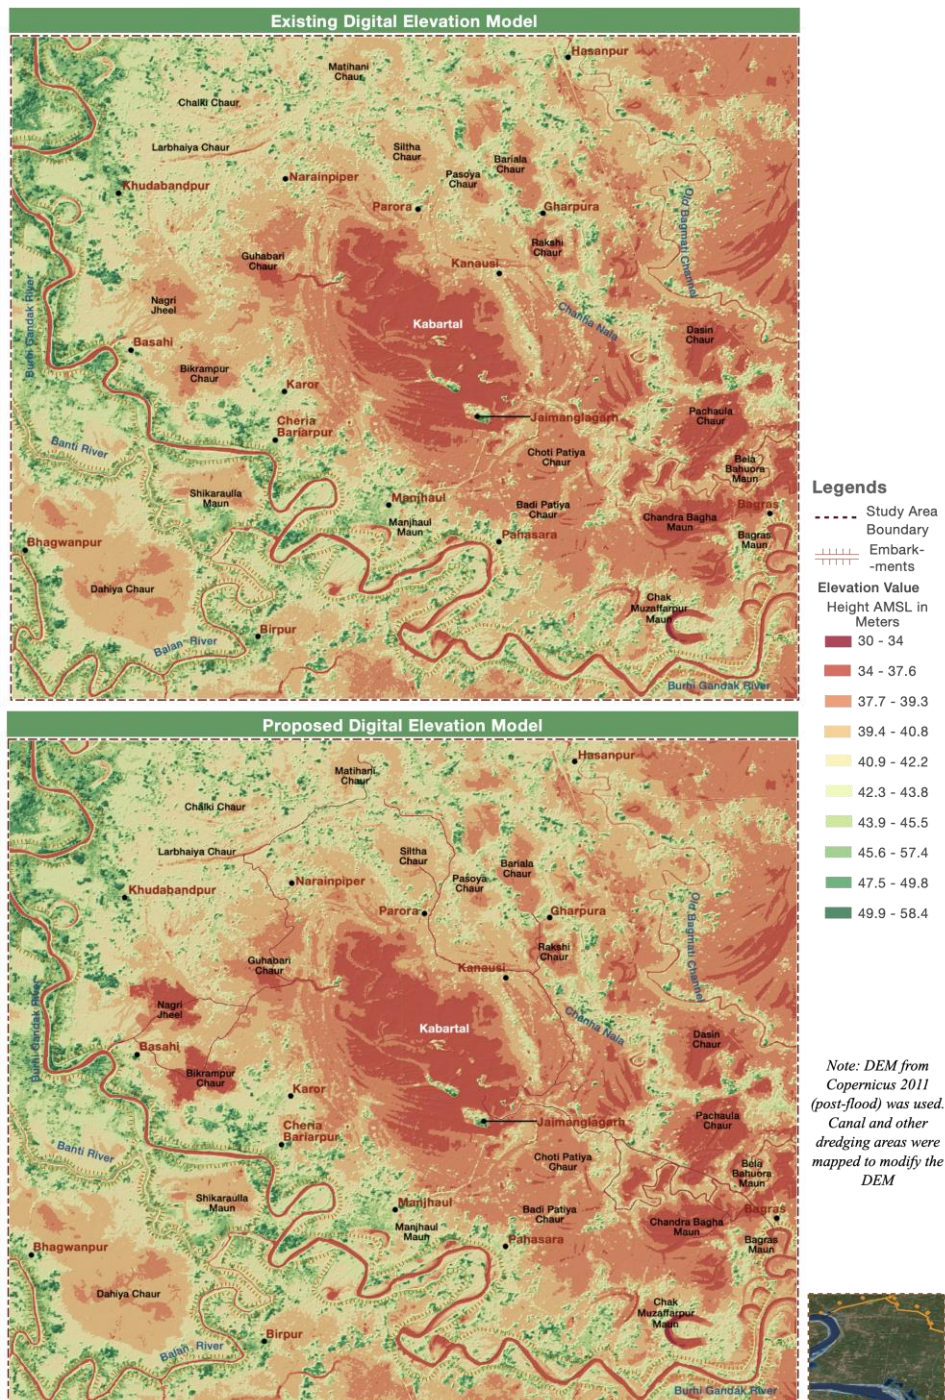 Existing Digital Elevation Model
Hasanpur
Matihani
Chaur
Chalki Chaur
Larbhaiya Chaur
Siltha
Chaur
Bariala
Chaur
Pasoya
Chaur
Narainpiper
Khudabandpur
Parora
Gharpura
Old Bagmati Channel
Rakshi
Chaur
Guhabari
Chaur
Kanausi
Burhi Gandak River
Nagri
Jheel
Kabartal
Chanha Nala
Dasin
Chaur
Basahi
Bikrampur
Chaur
Karor
Cheria
Bariarpur
Jaimanglagarh
Pachaula
Chaur
Banti River
Choti Patiya
Chaur
Bela
Bahuora
Maun
Shikaraulla
Maun
Manjhaul
Badi Patiya
Chaur
Bagras
Manjhaul
Maun
Chandra Bagha
Maun
Pahasara
Bagras
Maun
Bhagwanpur
Dahiya Chaur
Chak
Muzaffarpur
Maun
Birpur
Balan River
Burhi Gandak River
Legends
Study Area
Boundary
Embark-
-ments
Elevation Value
Height AMSL in
Meters
30 - 34
34 - 37.6
37.7 - 39.3
39.4 - 40.8
40.9 - 42.2
42.3 - 43.8
43.9 - 45.5
45.6 - 57.4
47.5 - 49.8
49.9 - 58.4
Proposed Digital Elevation Model
Hasanpur
Matihani
Chaur
Chalki Chaur
Larbhaiya Chaur
Siltha
Chaur
Bariala
Chaur
Pasoya
Chaur
Narainpiper
Khudabandpur
Parora
Gharpura
Old Bagmati Channel
Rakshi
Chaur
Guhabari
Chaur
Kanausi
Burhi Gandak River
Nagri
Jheel
Kabartal
Chanha Nala
Dasin
Chaur
Basahi
Bikrampur
Chaur
Karor
Cheria
Bariarpur
Jaimanglagarh
Pachaula
Chaur
Banti River
Choti Patiya
Chaur
Bela
Bahuora
Maun
Shikaraulla
Maun
Manjhaul
Badi Patiya
Chaur
Bagras
Manjhaul
Maun
Chandra Bagha
Maun
Pahasara
Bagras
Maun
Bhagwanpur
Dahiya Chaur
Chak
Muzaffarpur
Maun
Birpur
Balan River
Burhi Gandak River
Note: DEM from
Copernicus 2011
(post-flood) was used.
Canal and other
dredging areas were
mapped to modify the
DEM